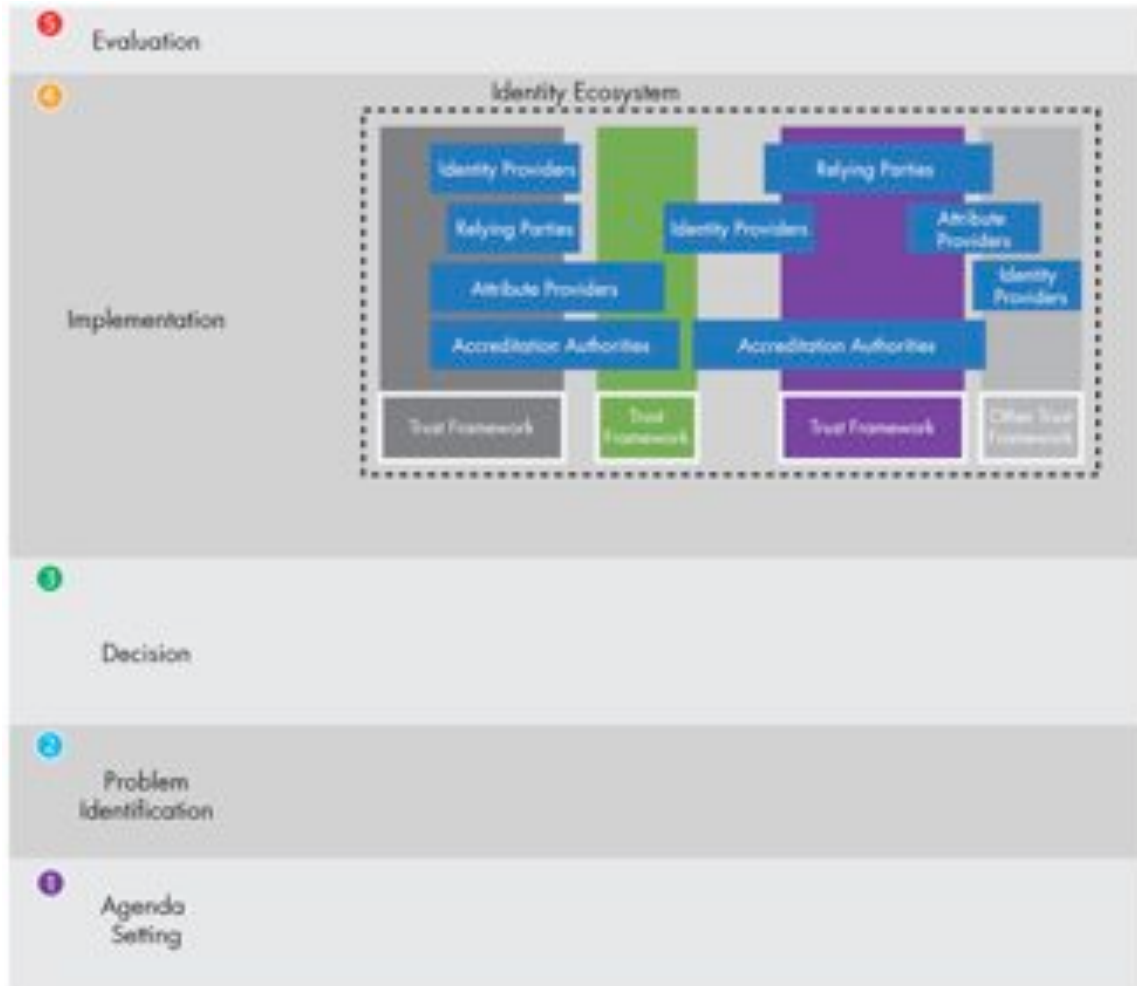 5
Evaluation
4
Identity Ecosystem
Identity Providers
Relying Parties
Relying Parties
Identity Providers
Attribute
Providers
Attribute Providers
Identity
Providers
Implementation
Accreditation Authorities
Accreditation Authorities
Trust Framework
Trust
Framework
Trust Framework
Other Trust
Framework
3
Decision
2
Problem
Identification
1
Agenda
Setting